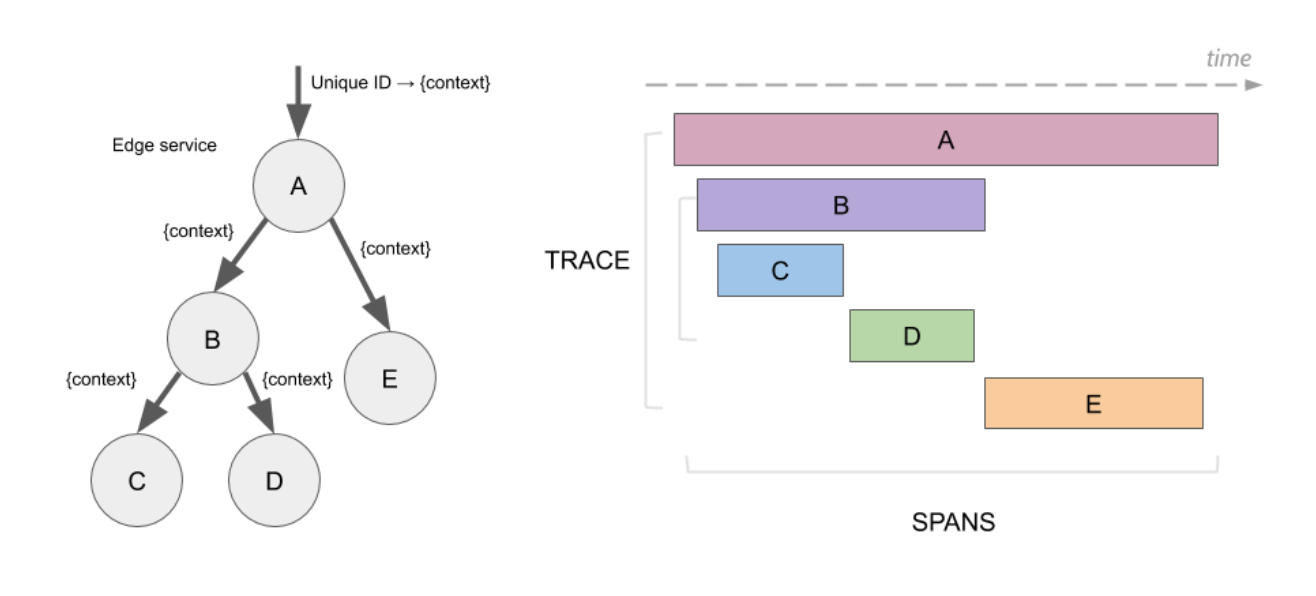 Unique ID → {context}
Edge service
A
{context}
{context}
B
E
{context}
{context}
C
D
time
A
B
TRACE
C
D
E
SPANS